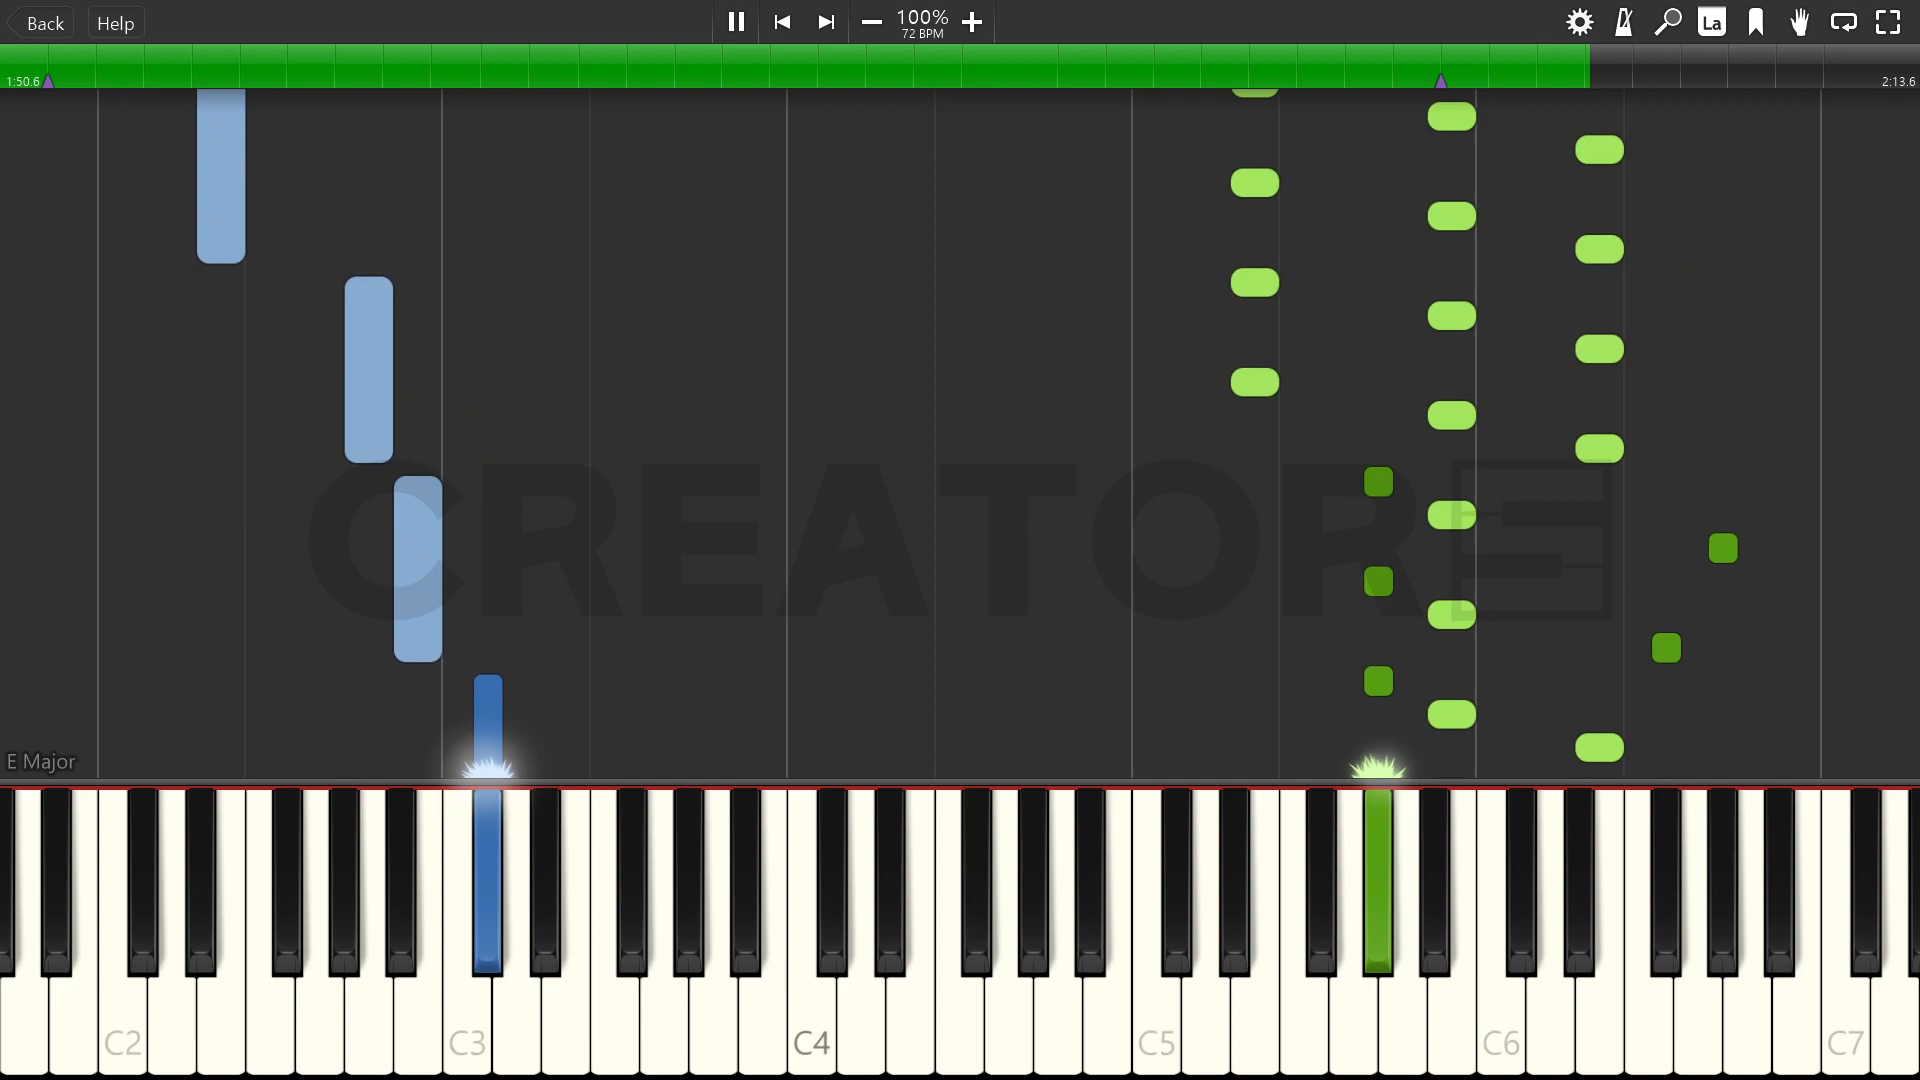 Back
Help
100%
72 BPM
La
1:50.6
2:13.6
CREATOR
E Major
C2
C3
C4
C5
C6
C7